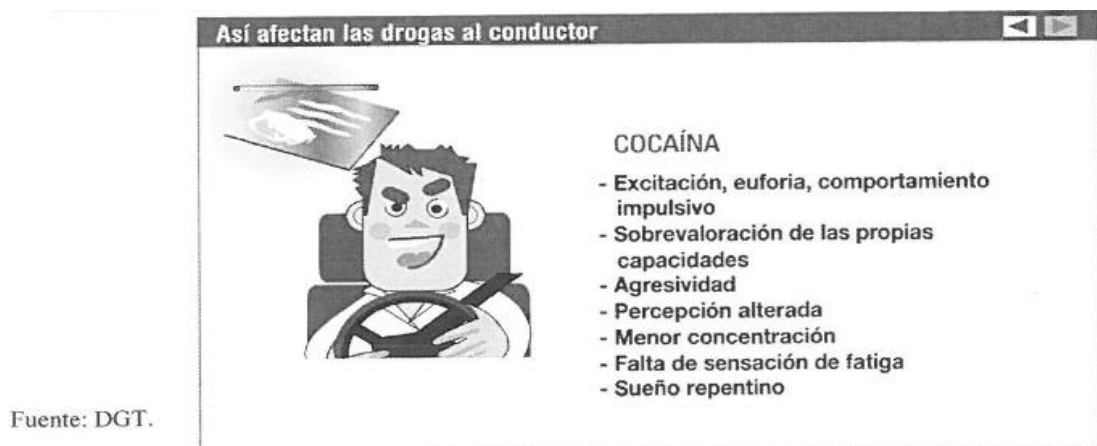 Así afectan las drogas al conductor
COCAÍNA
- Excitación, euforia, comportamiento
impulsivo
- Sobrevaloración de las propias
capacidades
- Agresividad
- Percepción alterada
- Menor concentración
- Falta de sensación de fatiga
- Sueño repentino
Fuente: DGT.